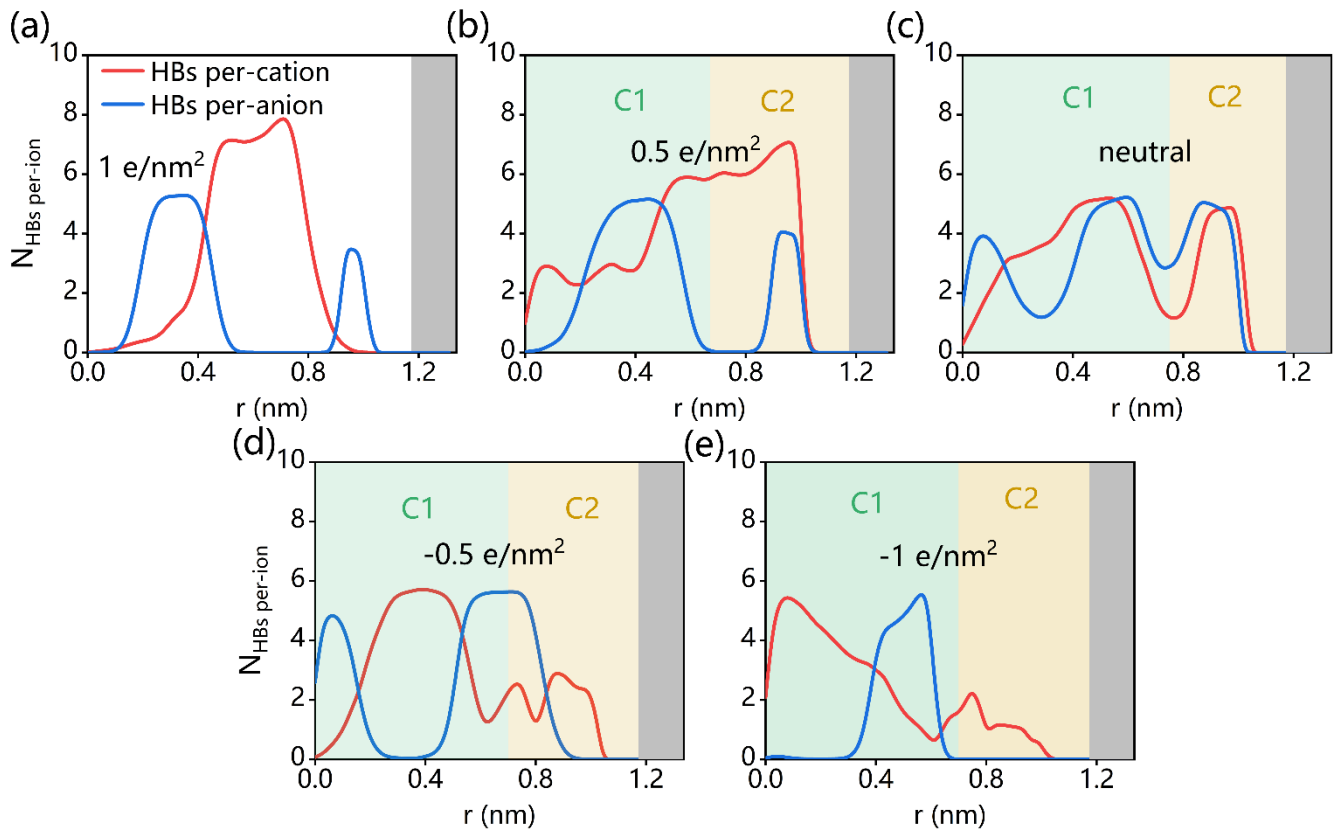 (a)
10
8
6
4
2
0
N_HBs per-ion
HBs per-cation
HBs per-anion
1 e/nm²
0.0 0.4 0.8 1.2
r (nm)
(b)
10
8
6
4
2
0
C1 C2
0.5 e/nm²
0.0 0.4 0.8 1.2
r (nm)
(c)
10
8
6
4
2
0
C1 C2
neutral
0.0 0.4 0.8 1.2
r (nm)
(d)
10
8
6
4
2
0
N_HBs per-ion
C1 C2
-0.5 e/nm²
0.0 0.4 0.8 1.2
r (nm)
(e)
10
8
6
4
2
0
C1 C2
-1 e/nm²
0.0 0.4 0.8 1.2
r (nm)